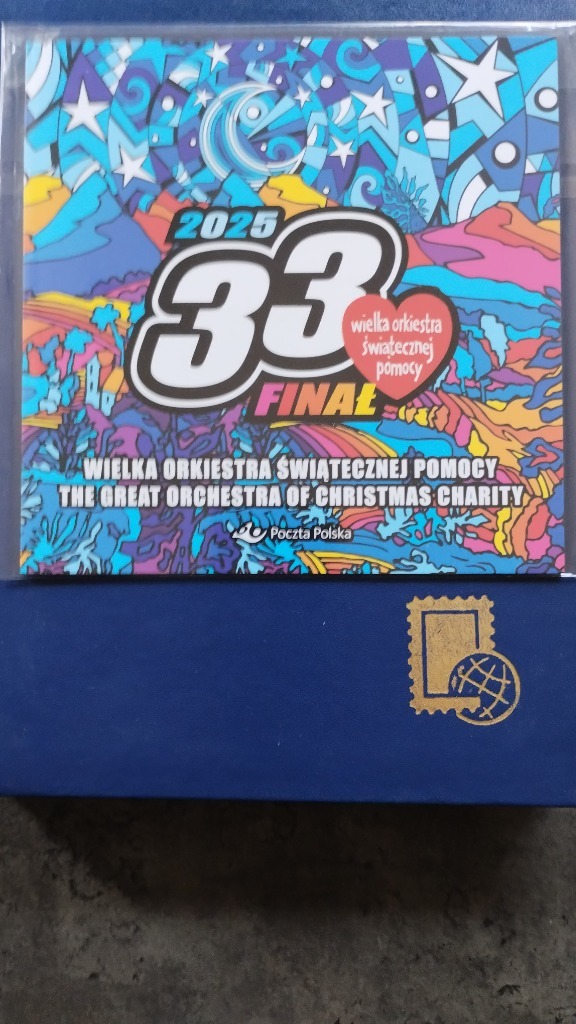 2025
33
wielka orkiestra
świątecznej
pomocy
FINAŁ
WIELKA ORKIESTRA ŚWIĄTECZNEJ POMOCY
THE GREAT ORCHESTRA OF CHRISTMAS CHARITY
Poczta Polska